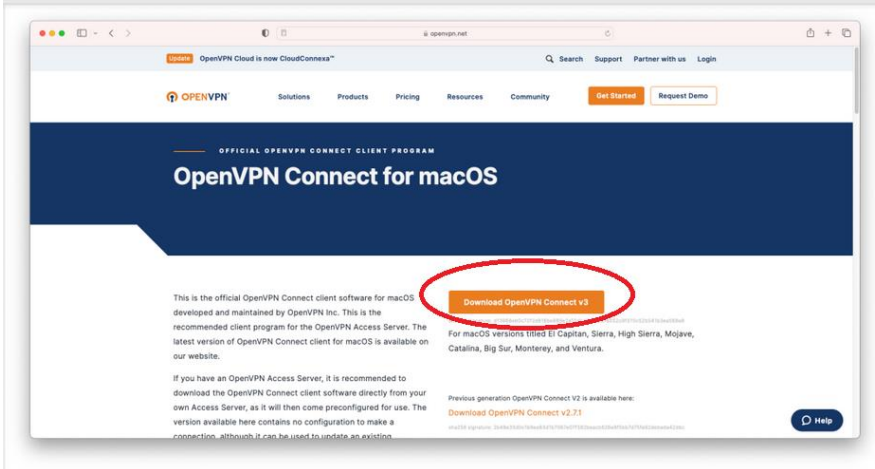 openvpn.net
Update OpenVPN Cloud is now CloudConnexa™
Search Support Partner with us Login
OPENVPN
Solutions Products Pricing Resources Community Get Started Request Demo
OFFICIAL OPENVPN CONNECT CLIENT PROGRAM
OpenVPN Connect for macOS
This is the official OpenVPN Connect client software for macOS
developed and maintained by OpenVPN Inc. This is the
recommended client program for the OpenVPN Access Server. The
latest version of OpenVPN Connect client for macOS is available on
our website.
If you have an OpenVPN Access Server, it is recommended to
download the OpenVPN Connect client software directly from your
own Access Server, as it will then come preconfigured for use. The
version available here contains no configuration to make a
connection, although it can be used to update an existing
Download OpenVPN Connect v3
For macOS versions titled El Capitan, Sierra, High Sierra, Mojave,
Catalina, Big Sur, Monterey, and Ventura.
Previous generation OpenVPN Connect V2 is available here:
Download OpenVPN Connect v2.7.1
sha256 signature:
Help